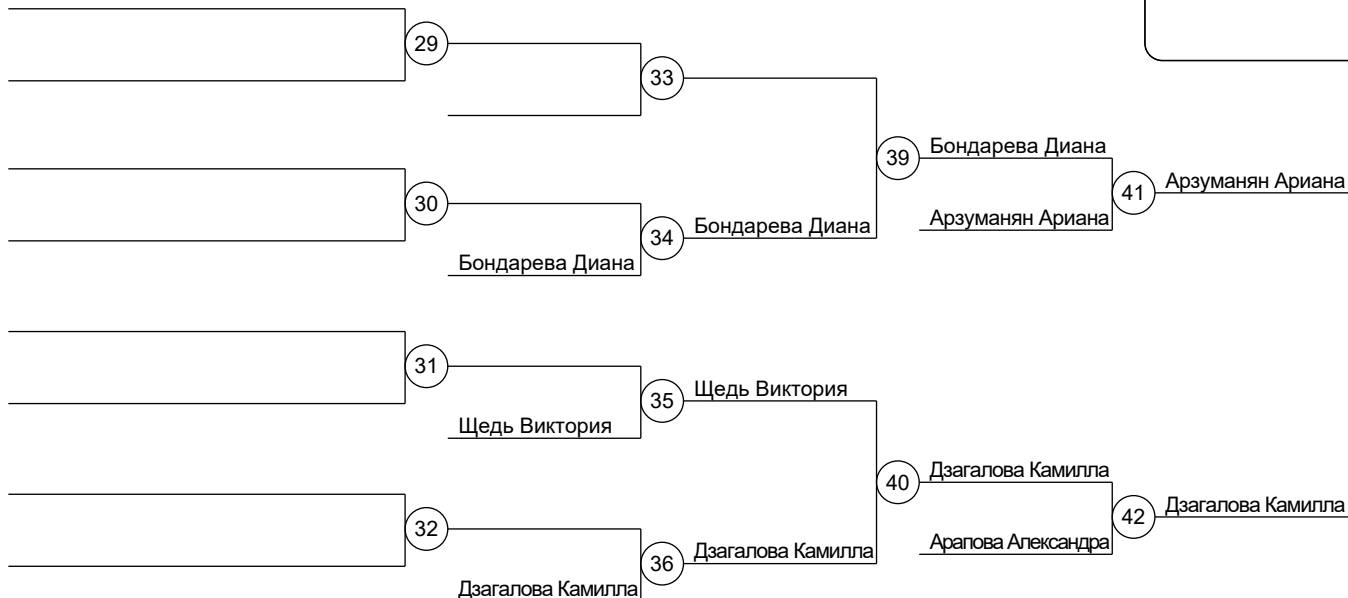 29
33
39
Бондарева Диана
41
Арзуманян Ариана
30
34
Бондарева Диана
Арзуманян Ариана
Бондарева Диана
31
35
Щедь Виктория
Щедь Виктория
40
Дзагалова Камилла
42
Дзагалова Камилла
32
36
Дзагалова Камилла
Арапова Александра
Дзагалова Камилла